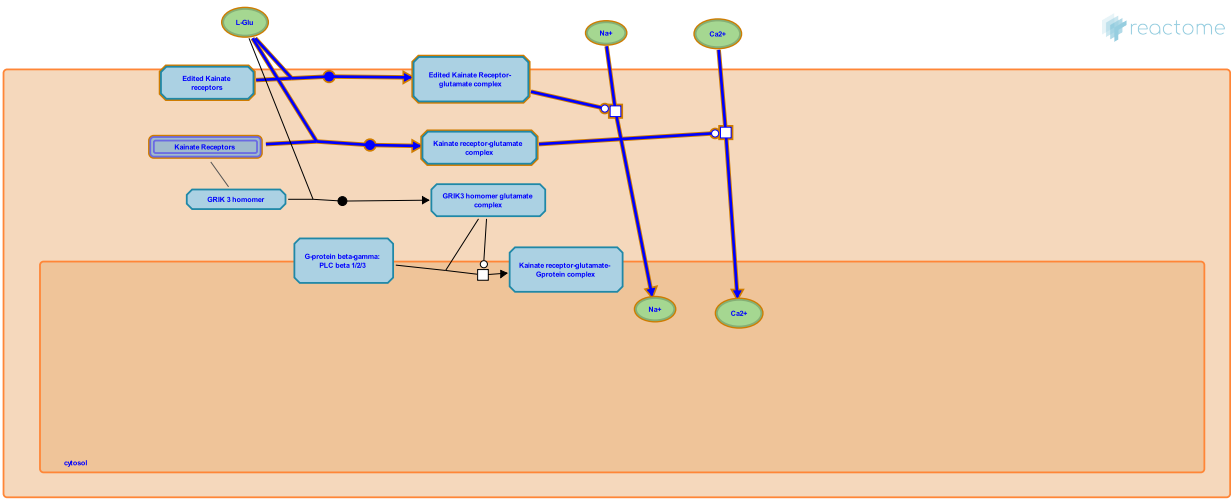 L-Glu
Na+
Ca2+
reactome
Edited Kainate
receptors
Edited Kainate Receptor-
glutamate complex
Kainate Receptors
Kainate receptor-glutamate
complex
GRIK 3 homomer
GRIK3 homomer glutamate
complex
G-protein beta-gamma:
PLC beta 1/2/3
Kainate receptor-glutamate-
Gprotein complex
Na+
Ca2+
cytosol